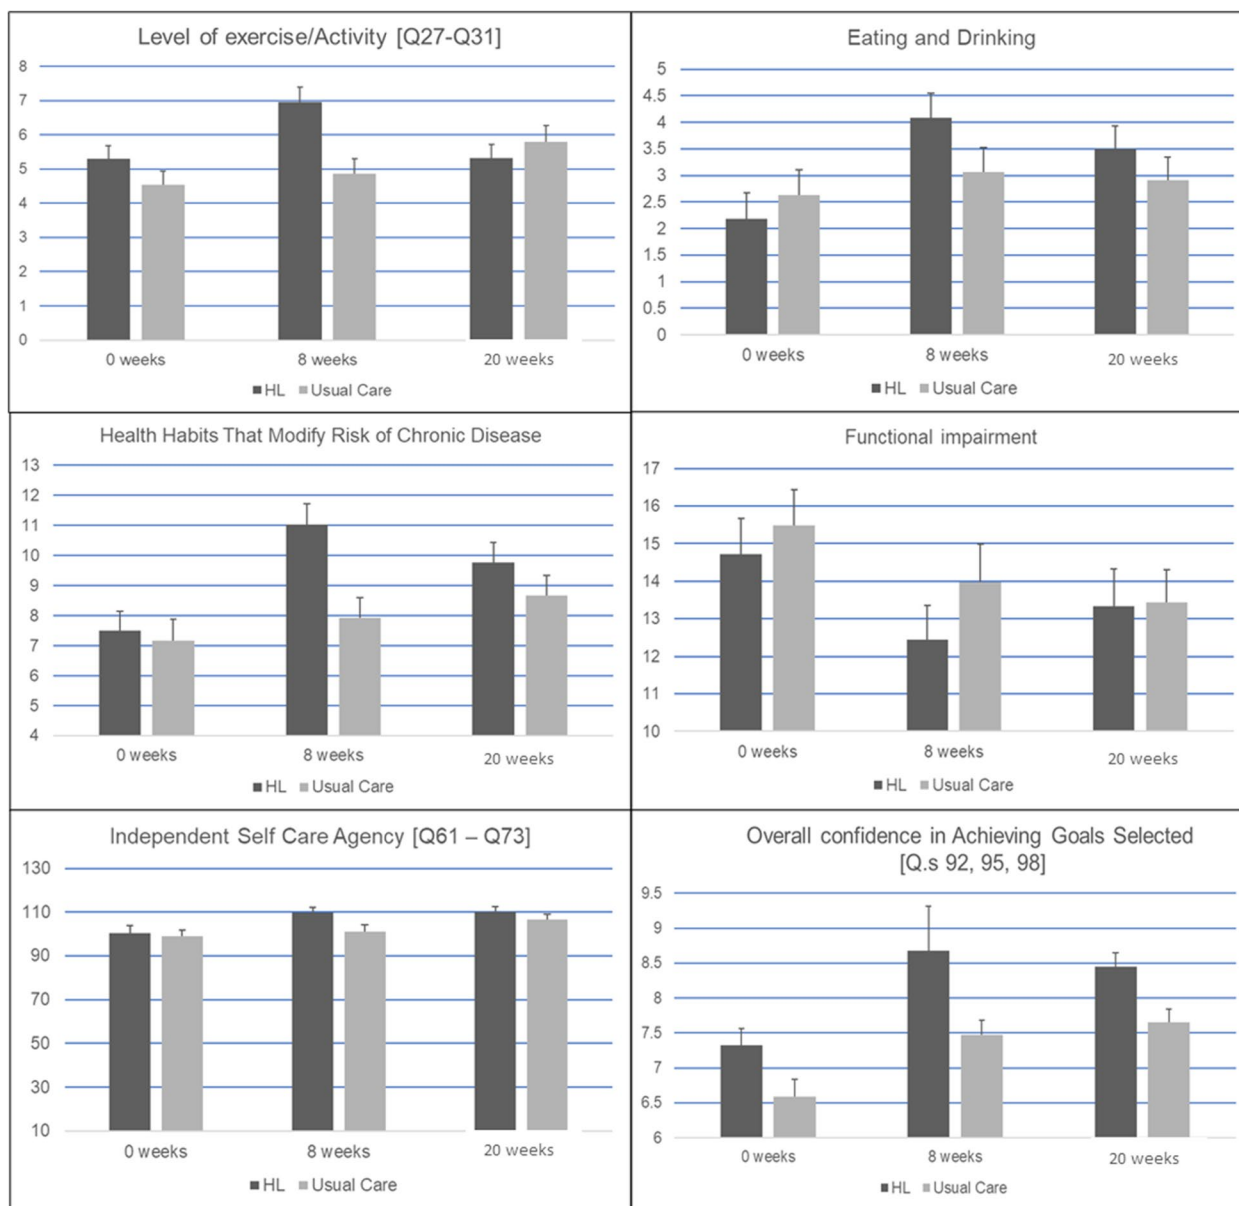 Level of exercise/Activity [Q27-Q31]
8
7
6
5
4
3
2
1
0
0 weeks 8 weeks 20 weeks
HL Usual Care
Eating and Drinking
5
4.5
4
3.5
3
2.5
2
1.5
1
0.5
0
0 weeks 8 weeks 20 weeks
HL Usual Care
Health Habits That Modify Risk of Chronic Disease
13
12
11
10
9
8
7
6
5
4
0 weeks 8 weeks 20 weeks
HL Usual Care
Functional impairment
17
16
15
14
13
12
11
10
0 weeks 8 weeks 20 weeks
HL Usual Care
Independent Self Care Agency [Q61 – Q73]
130
110
90
70
50
30
10
0 weeks 8 weeks 20 weeks
HL Usual Care
Overall confidence in Achieving Goals Selected
[Q.s 92, 95, 98]
9.5
9
8.5
8
7.5
7
6.5
6
0 weeks 8 weeks 20 weeks
HL Usual Care